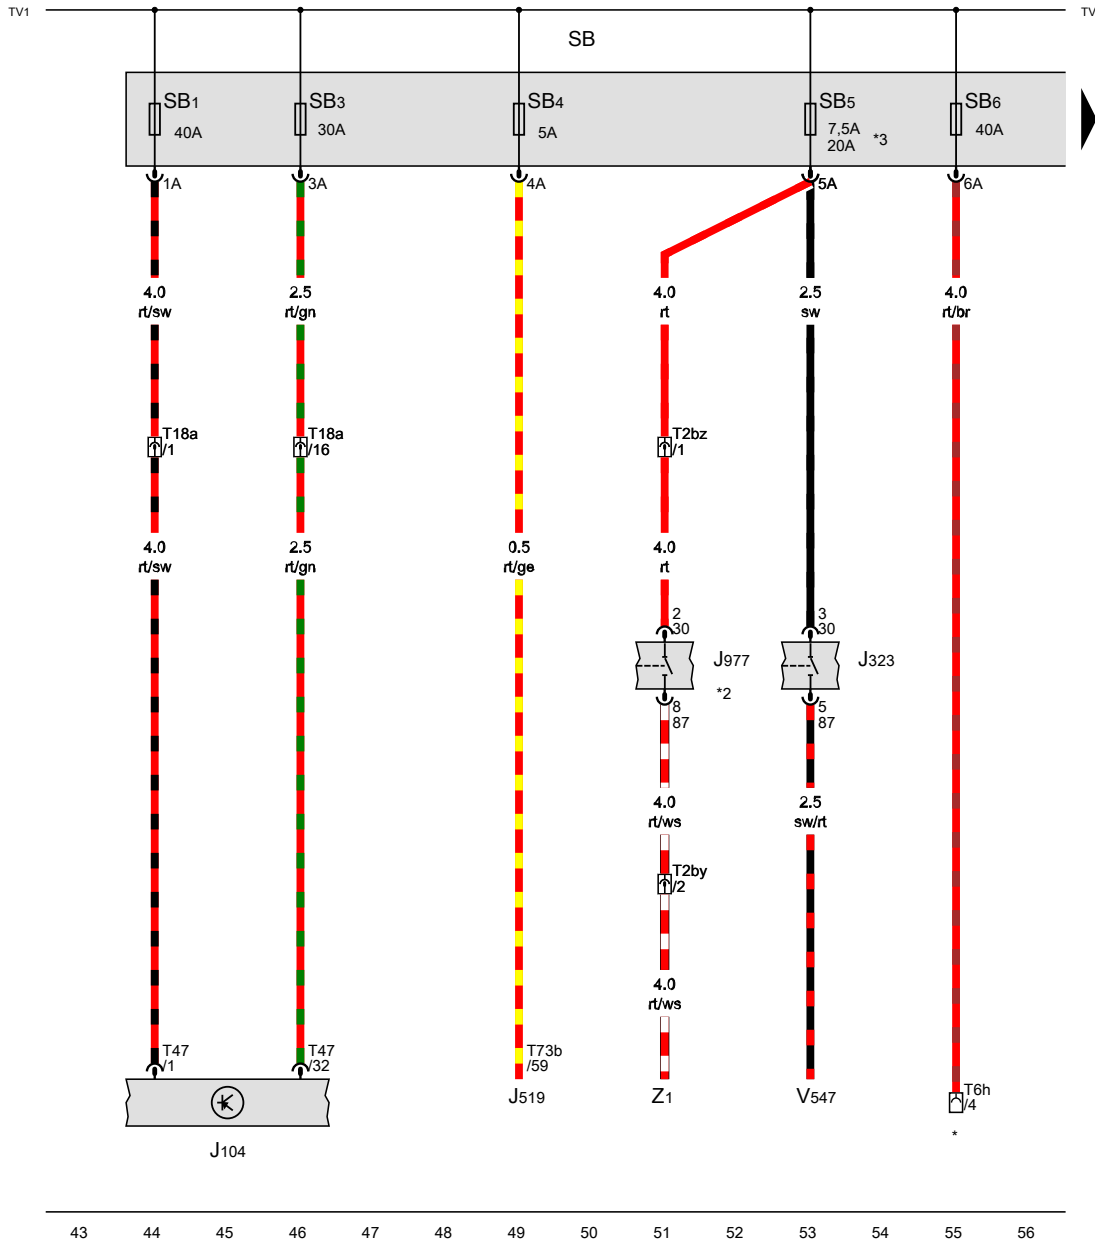 TV1
TV
SB
SB1 SB3 SB4 SB5 SB6
40A 30A 5A 7,5A 40A
20A *3
1A 3A 4A 5A 6A
4.0 2.5 4.0 2.5 4.0
rt/sw rt/gn rt sw rt/br
T18a T18a T2bz
/1 /16 /1
4.0 2.5 0.5 4.0
rt/sw rt/gn rt/ge rt
2 3
30 30
J977 J323
*2
8 5
87 87
4.0 2.5
rt/ws sw/rt
T2by
/2
4.0
rt/ws
T47 T47 T73b
/1 /32 /59
J519 Z1 V547 T6h
/4
*
J104
43 44 45 46 47 48 49 50 51 52 53 54 55 56